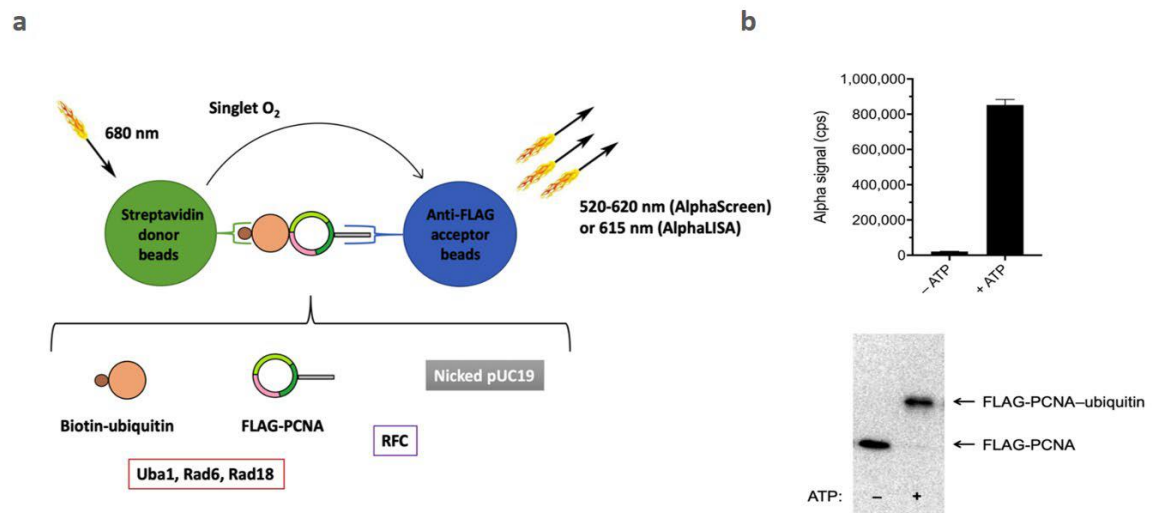 a
b
680 nm
Singlet O₂
Streptavidin
donor
beads
Anti-FLAG
acceptor
beads
520-620 nm (AlphaScreen)
or 615 nm (AlphaLISA)
Biotin-ubiquitin
FLAG-PCNA
Nicked pUC19
RFC
Uba1, Rad6, Rad18
Alpha signal (cps)
1,000,000
800,000
600,000
400,000
200,000
0
– ATP
+ ATP
← FLAG-PCNA–ubiquitin
← FLAG-PCNA
ATP: – +